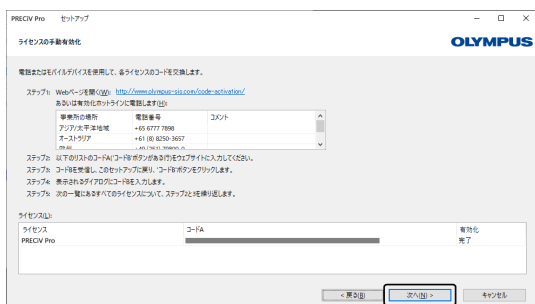 PRECiV Pro セットアップ
ライセンスの手動有効化
OLYMPUS
電話またはモバイルデバイスを使用して、各ライセンスのコードを交換します。
ステップ1: Webページを開く(W): http://www.olympus-sis.com/code-activation/
あるいは有効化ホットラインに電話します(H):
事業所の場所 電話番号 コメント
アジア/太平洋地域 +65 6777 7898
オーストラリア +61 (8) 8250-3657
ステップ2: 以下のリストのコードA('コードB'ボタンがある行)をウェブサイトに入力してください。
ステップ3: コードBを受信し、このセットアップに戻り、'コードB'ボタンをクリックします。
ステップ4: 表示されるダイアログにコードBを入力します。
ステップ5: 次の一覧にあるすべてのライセンスについて、ステップ2と3を繰り返します。
ライセンス(L):
ライセンス コードA 有効化
PRECiV Pro 完了
< 戻る(B) 次へ(N) > キャンセル